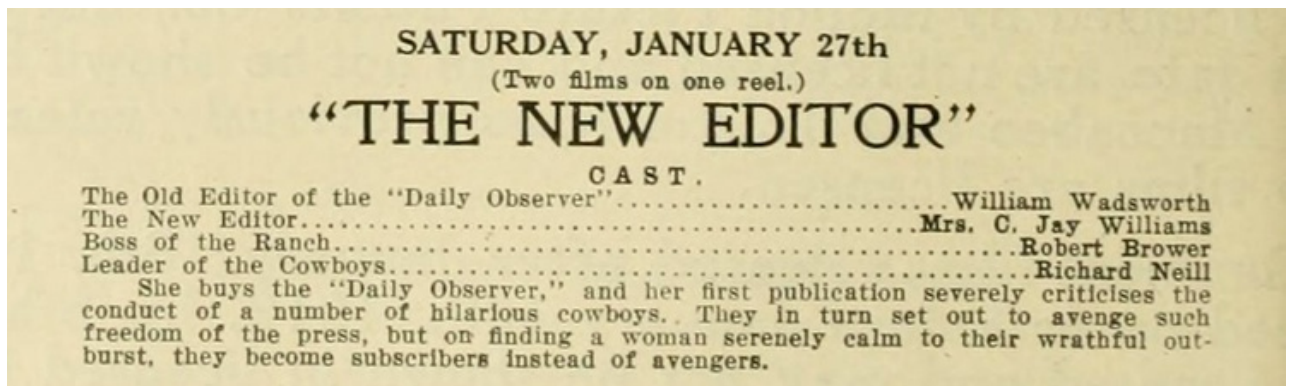 SATURDAY, JANUARY 27th
(Two films on one reel.)
"THE NEW EDITOR"
CAST.
The Old Editor of the "Daily Observer"..........................William Wadsworth
The New Editor................................................Mrs. C. Jay Williams
Boss of the Ranch.....................................................Robert Brower
Leader of the Cowboys.................................................Richard Neill
She buys the "Daily Observer," and her first publication severely criticises the
conduct of a number of hilarious cowboys. They in turn set out to avenge such
freedom of the press, but on finding a woman serenely calm to their wrathful out-
burst, they become subscribers instead of avengers.